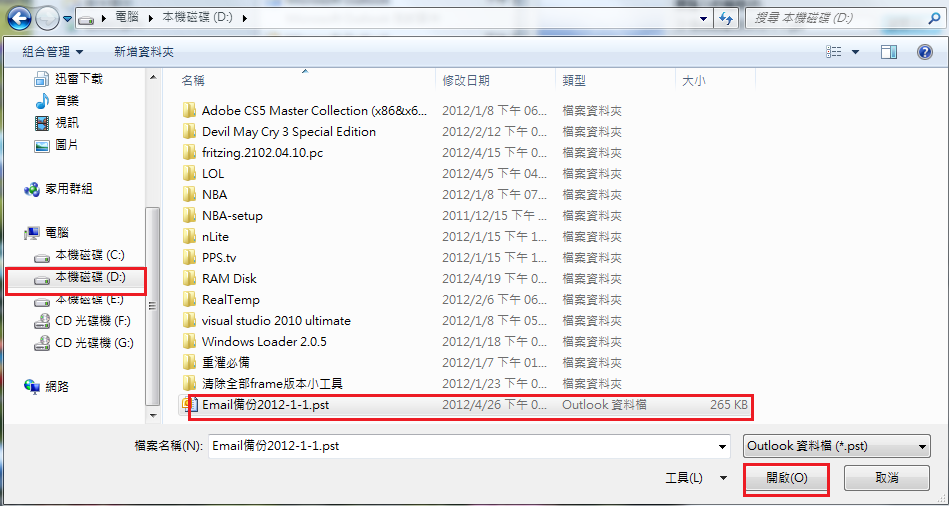 電腦 本機磁碟 (D:) 搜尋 本機磁碟 (D:)
組合管理 新增資料夾
迅雷下載
音樂
視訊
圖片
家用群組
電腦
本機磁碟 (C:)
本機磁碟 (D:)
本機磁碟 (E:)
CD 光碟機 (F:)
CD 光碟機 (G:)
網路
名稱 修改日期 類型 大小
Adobe CS5 Master Collection (x86&x6... 2012/1/8 下午 06... 檔案資料夾
Devil May Cry 3 Special Edition 2012/2/12 下午 0... 檔案資料夾
fritzing.2102.04.10.pc 2012/4/15 下午 0... 檔案資料夾
LOL 2012/4/5 下午 04... 檔案資料夾
NBA 2012/1/8 下午 07... 檔案資料夾
NBA-setup 2011/12/15 下午 ... 檔案資料夾
nLite 2012/1/15 下午 1... 檔案資料夾
PPS.tv 2012/1/15 下午 1... 檔案資料夾
RAM Disk 2012/4/19 下午 0... 檔案資料夾
RealTemp 2012/2/6 下午 06... 檔案資料夾
visual studio 2010 ultimate 2012/1/8 下午 05... 檔案資料夾
Windows Loader 2.0.5 2012/1/18 下午 0... 檔案資料夾
重灌必備 2012/1/7 下午 01... 檔案資料夾
清除全部frame版本小工具 2012/1/23 下午 0... 檔案資料夾
Email備份2012-1-1.pst 2012/4/26 下午 0... Outlook 資料檔 265 KB
檔案名稱(N): Email備份2012-1-1.pst Outlook 資料檔 (*.pst)
工具(L) 開啟(O) 取消